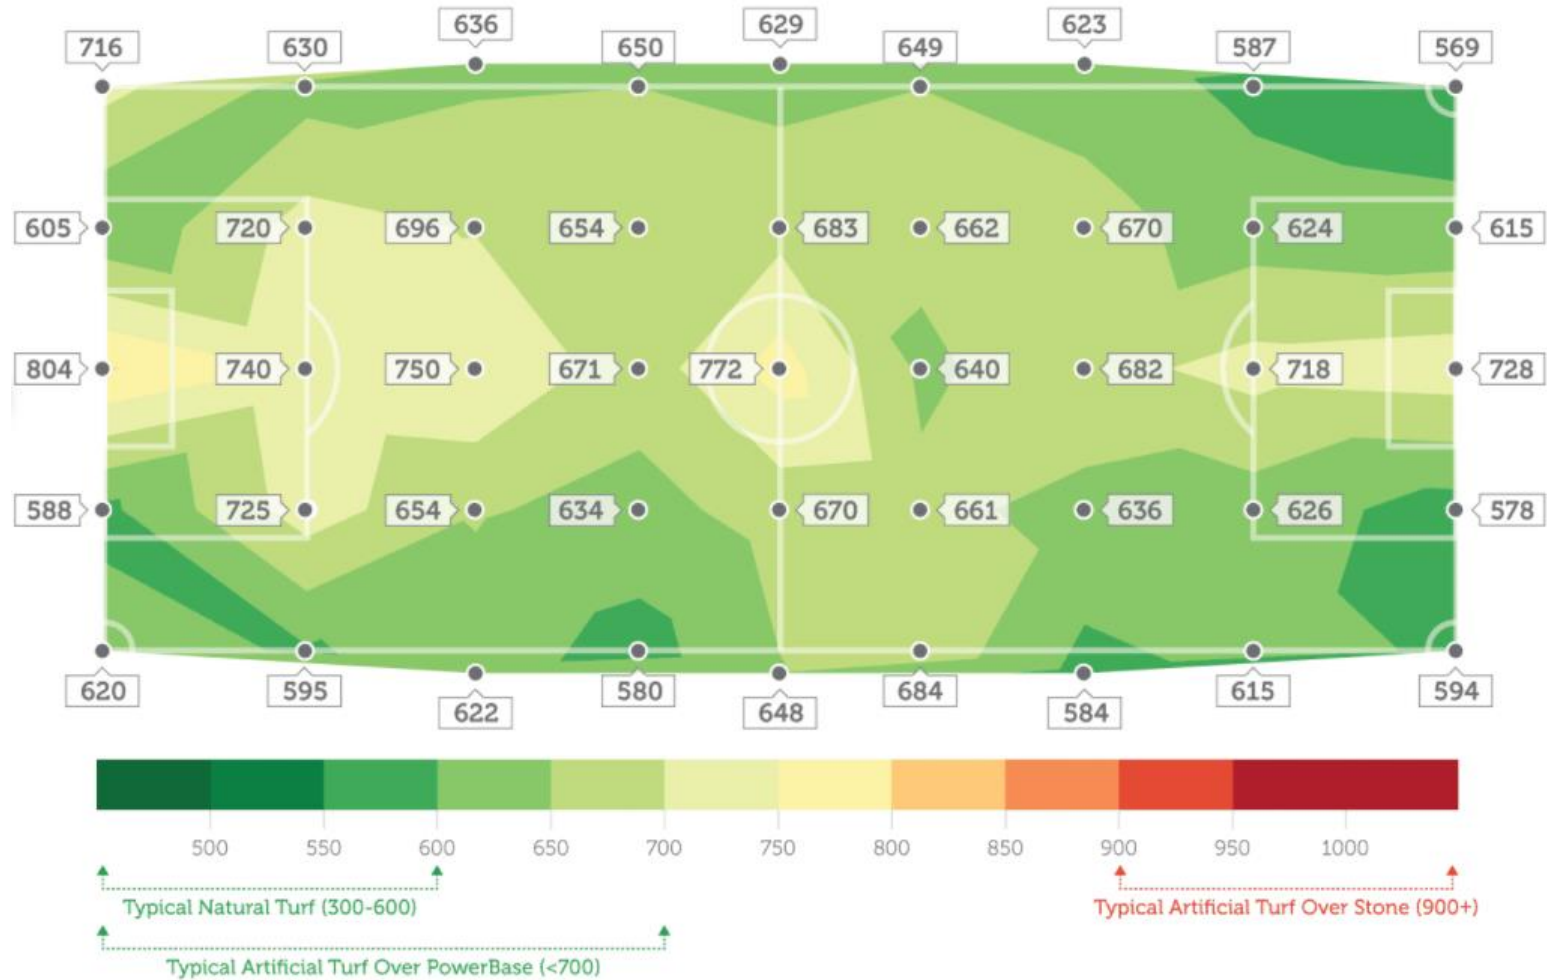 636 629 623
716 630 650 649 587 569
605 720 696 654 683 662 670 624 615
804 740 750 671 772 640 682 718 728
588 725 654 634 670 661 636 626 578
620 595 580 684 615 594
622 648 584
500 550 600 650 700 750 800 850 900 950 1000
Typical Natural Turf (300-600) Typical Artificial Turf Over Stone (900+)
Typical Artificial Turf Over PowerBase (<700)